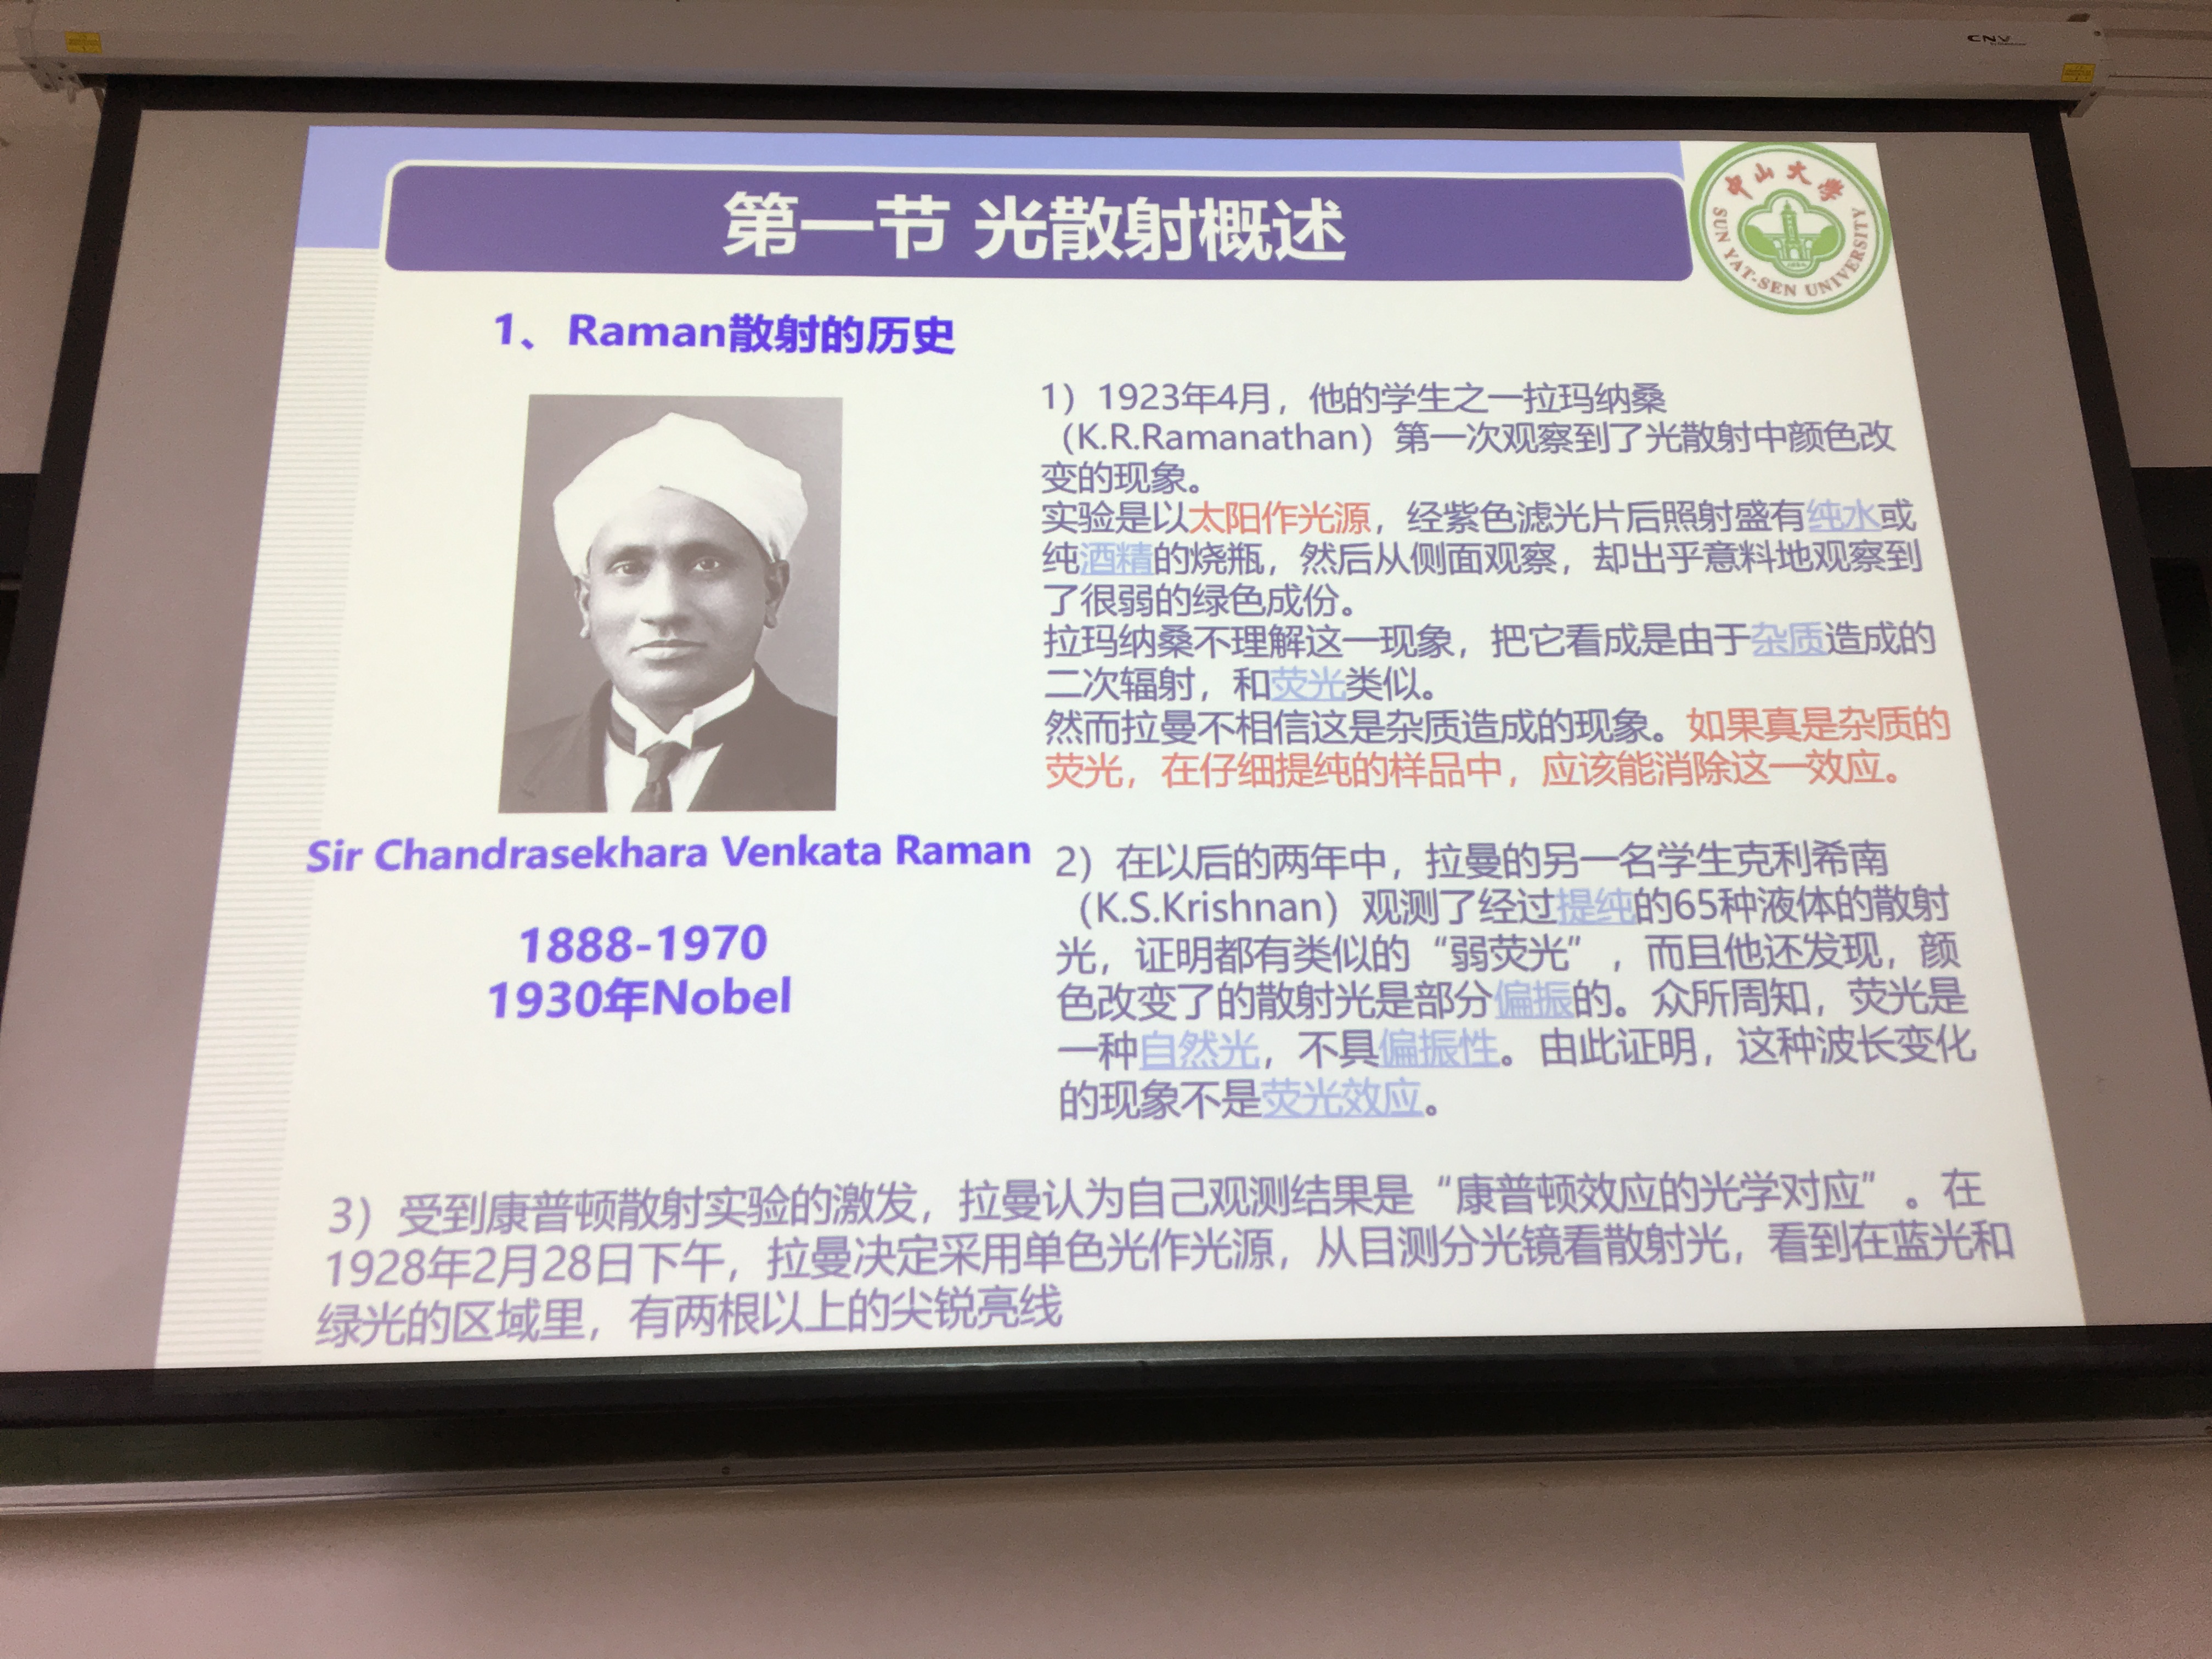 CNV
第一节 光散射概述
中山大学
SUN YAT-SEN UNIVERSITY
1、Raman散射的历史
1）1923年4月，他的学生之一拉玛纳桑
（K.R.Ramanathan）第一次观察到了光散射中颜色改
变的现象。
实验是以太阳作光源，经紫色滤光片后照射盛有纯水或
纯酒精的烧瓶，然后从侧面观察，却出乎意料地观察到
了很弱的绿色成份。
拉玛纳桑不理解这一现象，把它看成是由于杂质造成的
二次辐射，和荧光类似。
然而拉曼不相信这是杂质造成的现象。如果真是杂质的
荧光，在仔细提纯的样品中，应该能消除这一效应。
Sir Chandrasekhara Venkata Raman
1888-1970
1930年Nobel
2）在以后的两年中，拉曼的另一名学生克利希南
（K.S.Krishnan）观测了经过提纯的65种液体的散射
光，证明都有类似的“弱荧光”，而且他还发现，颜
色改变了的散射光是部分偏振的。众所周知，荧光是
一种自然光，不具偏振性。由此证明，这种波长变化
的现象不是荧光效应。
3）受到康普顿散射实验的激发，拉曼认为自己观测结果是“康普顿效应的光学对应”。在
1928年2月28日下午，拉曼决定采用单色光作光源，从目测分光镜看散射光，看到在蓝光和
绿光的区域里，有两根以上的尖锐亮线